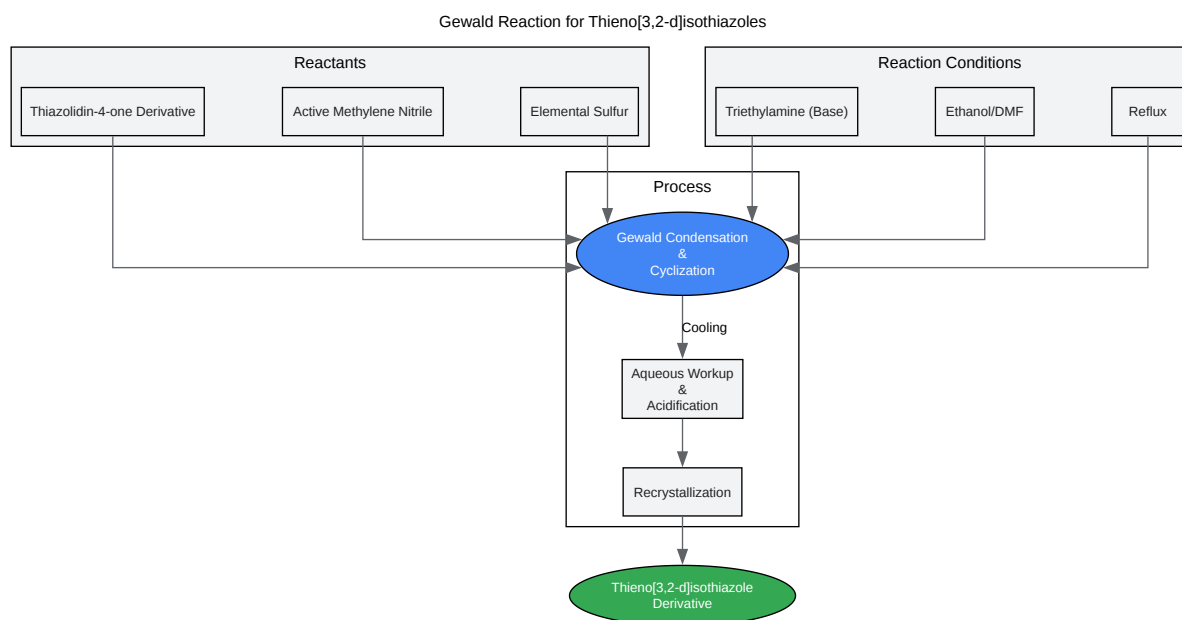 Gewald Reaction for Thieno[3,2-d]isothiazoles
Reactants
Reaction Conditions
Thiazolidin-4-one Derivative
Active Methylene Nitrile
Elemental Sulfur
Triethylamine (Base)
Ethanol/DMF
Reflux
Process
Gewald Condensation
&
Cyclization
Cooling
Aqueous Workup
&
Acidification
Recrystallization
Thieno[3,2-d]isothiazole
Derivative